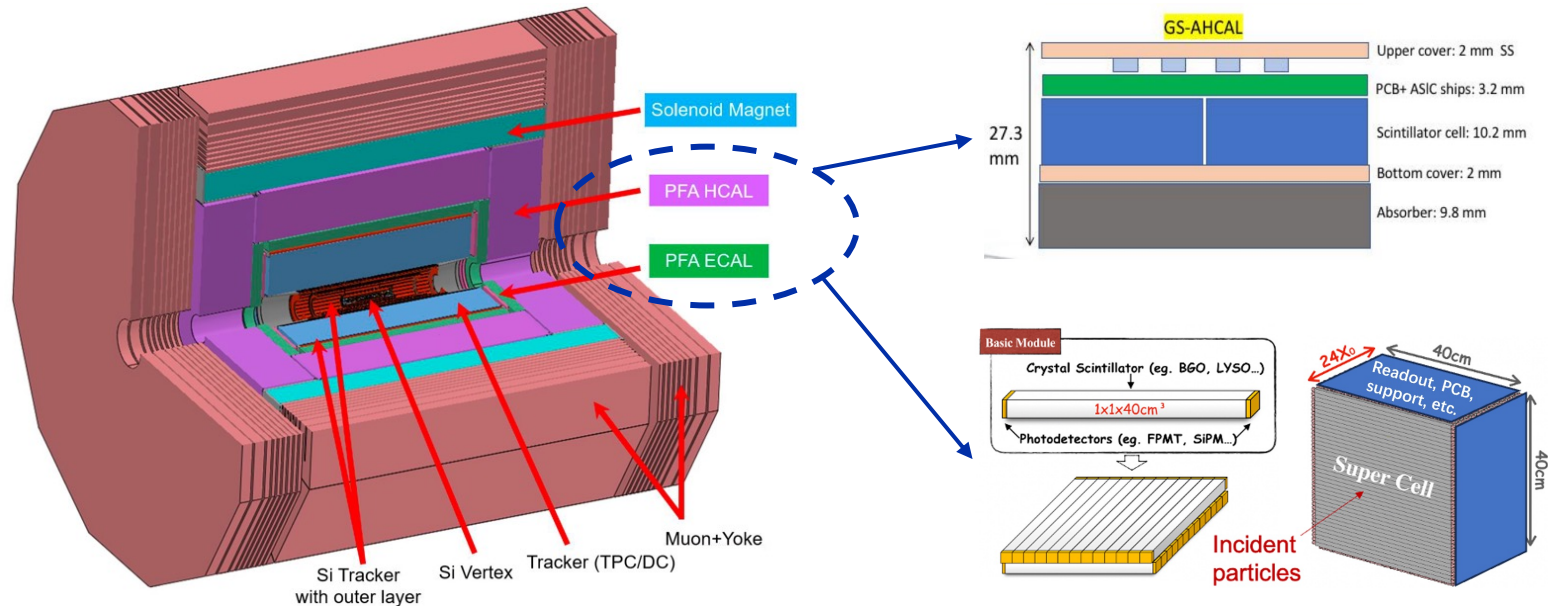 Solenoid Magnet
PFA HCAL
PFA ECAL
Muon+Yoke
Tracker (TPC/DC)
Si Vertex
Si Tracker
with outer layer
GS-AHCAL
27.3
mm
Upper cover: 2 mm SS
PCB+ ASIC ships: 3.2 mm
Scintillator cell: 10.2 mm
Bottom cover: 2 mm
Absorber: 9.8 mm
Basic Module
Crystal Scintillator (eg. BGO, LYSO...)
1x1x40cm³
Photodetectors (eg. FPMT, SiPM...)
24X₀
40cm
Readout, PCB,
support, etc.
Super Cell
40cm
Incident
particles